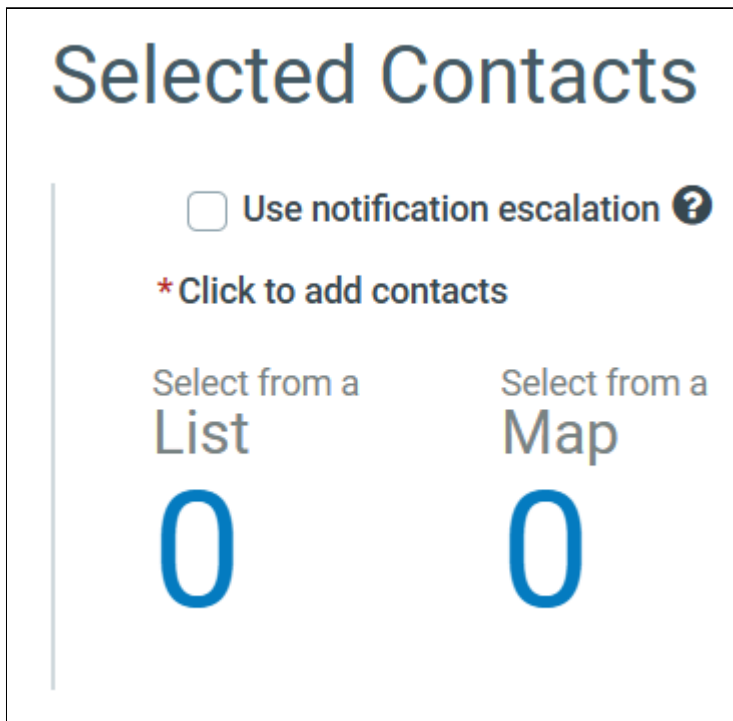 Selected Contacts
Use notification escalation ?
*Click to add contacts
Select from a
List
0
Select from a
Map
0